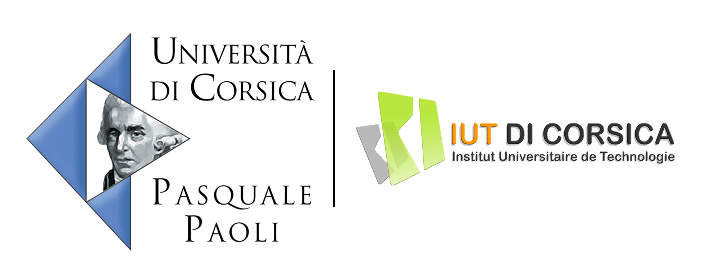 UNIVERSITÀ
DI CORSICA
PASQUALE
PAOLI
IUT DI CORSICA
Institut Universitaire de Technologie